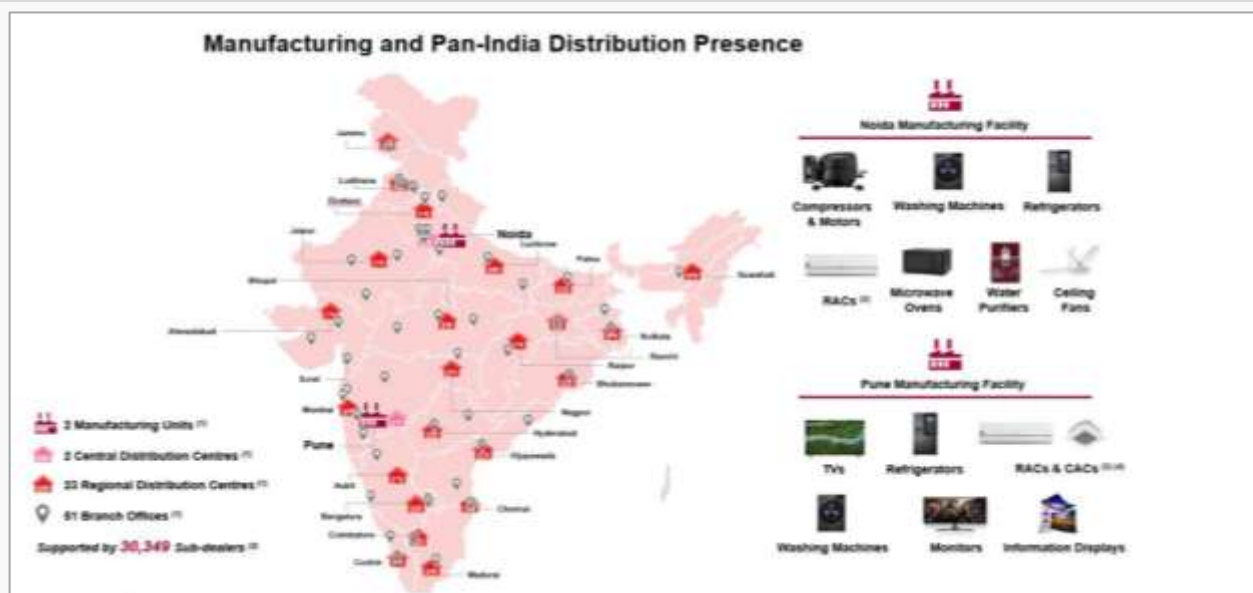 Manufacturing and Pan-India Distribution Presence
Jammu
Ludhiana
Jaipur
Noida
Lucknow
Patna
Guwahati
Bhopal
Ahmedabad
Kolkata
Ranchi
Raipur
Bhubaneswar
Surat
Nagpur
Mumbai
Hyderabad
Pune
Vijayawada
Hubli
Chennai
Bengaluru
Coimbatore
Cochin
Madurai
2 Manufacturing Units (1)
2 Central Distribution Centres (1)
23 Regional Distribution Centres (1)
51 Branch Offices (1)
Supported by 30,349 Sub-dealers
Noida Manufacturing Facility
Compressors
& Motors
Washing Machines
Refrigerators
RACs
Microwave
Ovens
Water
Purifiers
Ceiling
Fans
Pune Manufacturing Facility
TVs
Refrigerators
RACs & CACs
Washing Machines
Monitors
Information Displays